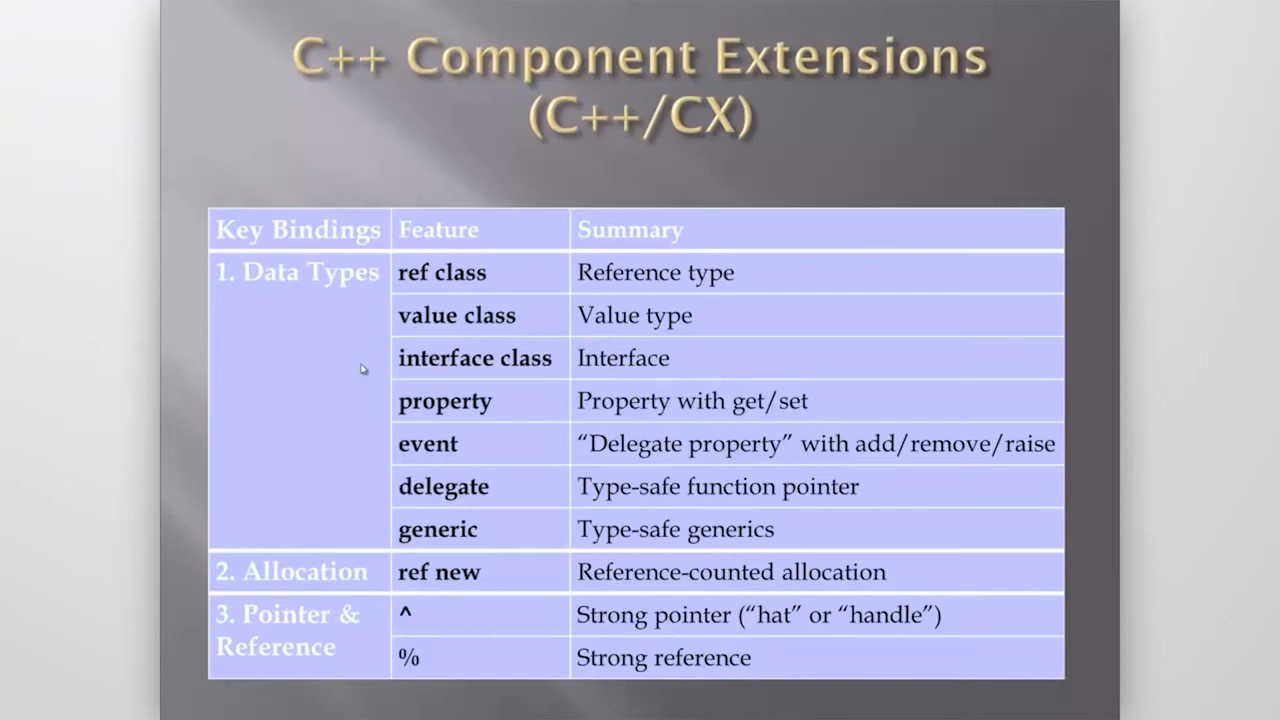 C++ Component Extensions
(C++/CX)
Key Bindings Feature Summary
1. Data Types ref class Reference type
value class Value type
interface class Interface
property Property with get/set
event “Delegate property” with add/remove/raise
delegate Type-safe function pointer
generic Type-safe generics
2. Allocation ref new Reference-counted allocation
3. Pointer & ^ Strong pointer (“hat” or “handle”)
Reference % Strong reference